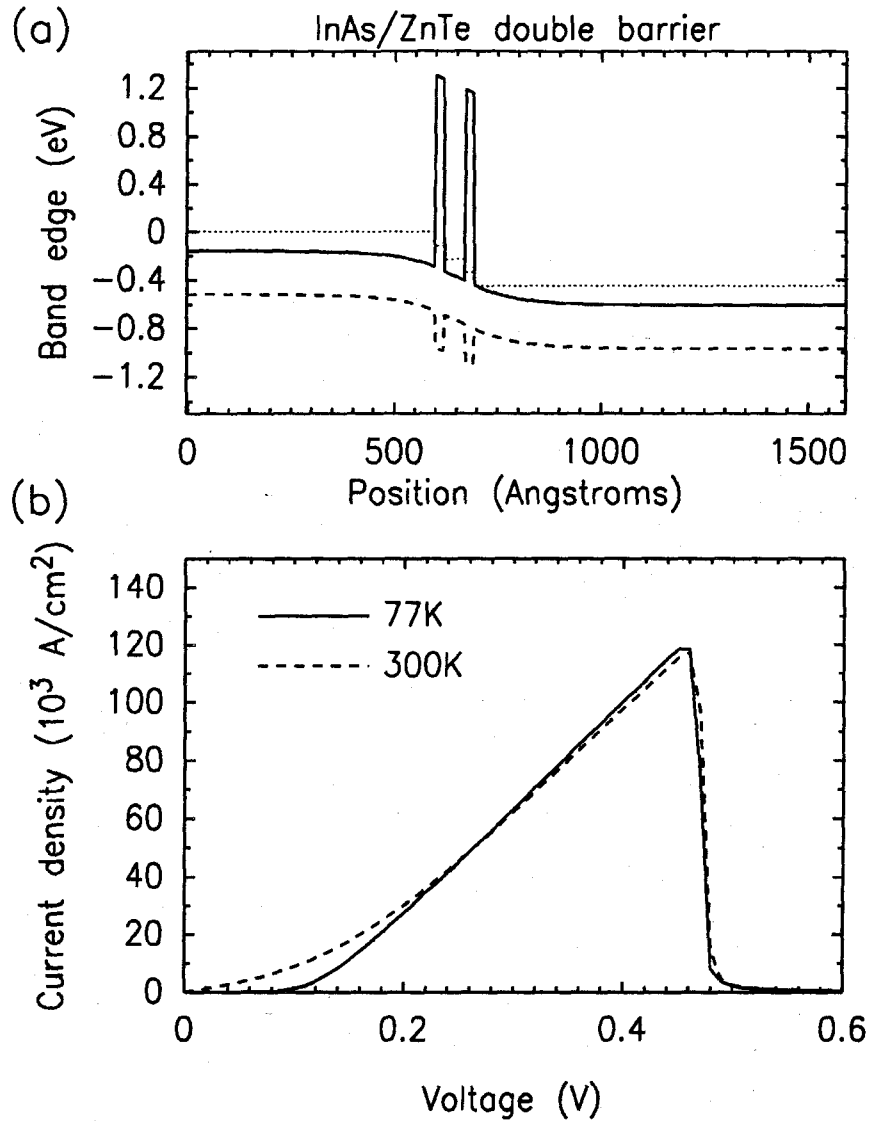 (a)
InAs/ZnTe double barrier
Band edge (eV)
1.2
0.8
0.4
0
−0.4
−0.8
−1.2
0 500 1000 1500
Position (Angstroms)
(b)
Current density (10³ A/cm²)
140
120
100
80
60
40
20
0
77K
300K
0 0.2 0.4 0.6
Voltage (V)